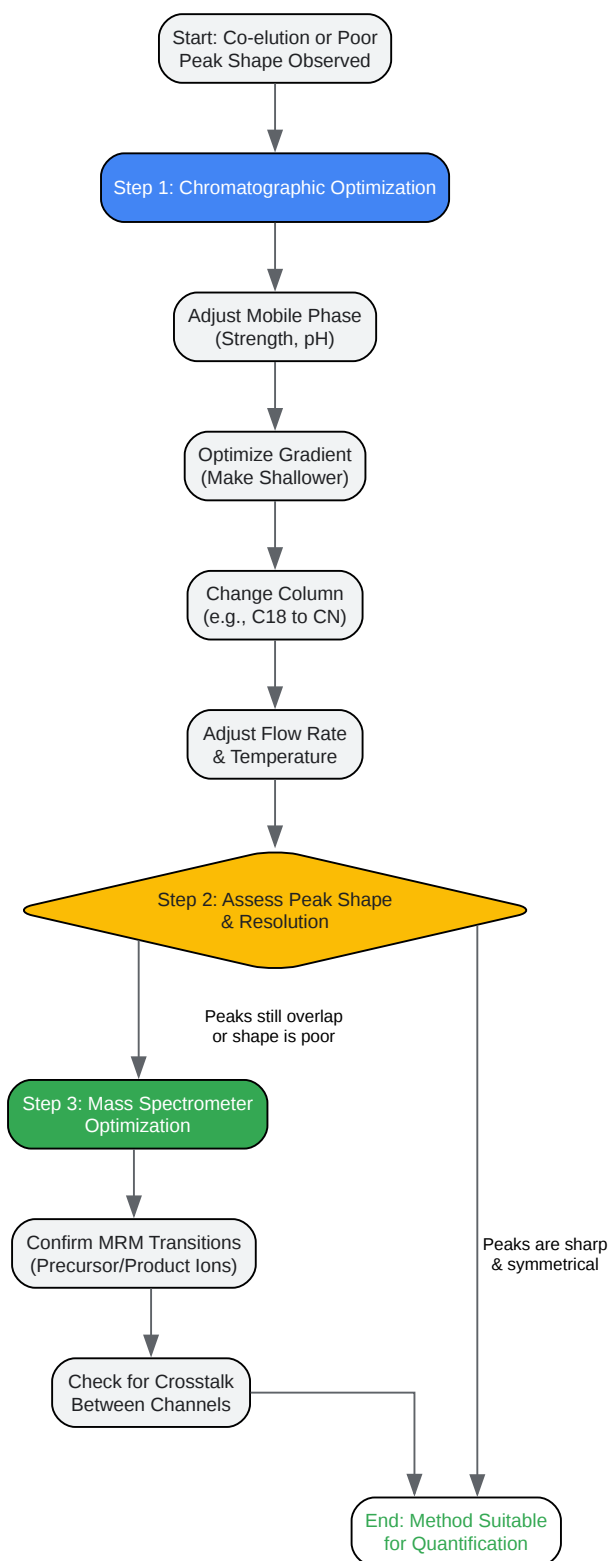 Start: Co-elution or Poor
Peak Shape Observed
Step 1: Chromatographic Optimization
Adjust Mobile Phase
(Strength, pH)
Optimize Gradient
(Make Shallower)
Change Column
(e.g., C18 to CN)
Adjust Flow Rate
& Temperature
Step 2: Assess Peak Shape
& Resolution
Peaks still overlap
or shape is poor
Step 3: Mass Spectrometer
Optimization
Confirm MRM Transitions
(Precursor/Product Ions)
Peaks are sharp
& symmetrical
Check for Crosstalk
Between Channels
End: Method Suitable
for Quantification